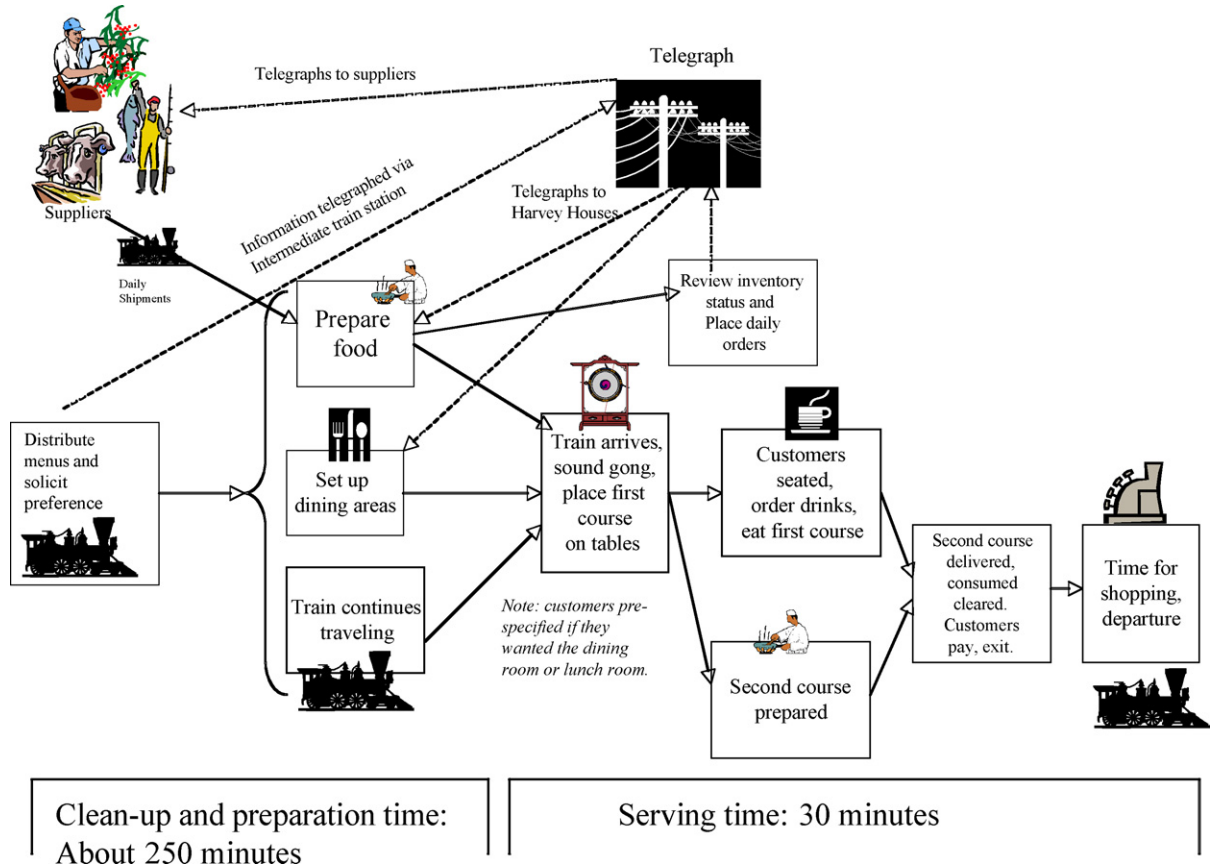 Telegraph
Telegraphs to suppliers
Telegraphs to
Harvey Houses
Information telegraphed via
Intermediate train station
Suppliers
Daily
Shipments
Prepare
food
Review inventory
status and
Place daily
orders
Distribute
menus and
solicit
preference
Set up
dining areas
Train continues
traveling
Train arrives,
sound gong,
place first
course
on tables
Note: customers pre-
specified if they
wanted the dining
room or lunch room.
Customers
seated,
order drinks,
eat first course
Second course
prepared
Second course
delivered,
consumed
cleared.
Customers
pay, exit.
Time for
shopping,
departure
Clean-up and preparation time:
About 250 minutes
Serving time: 30 minutes